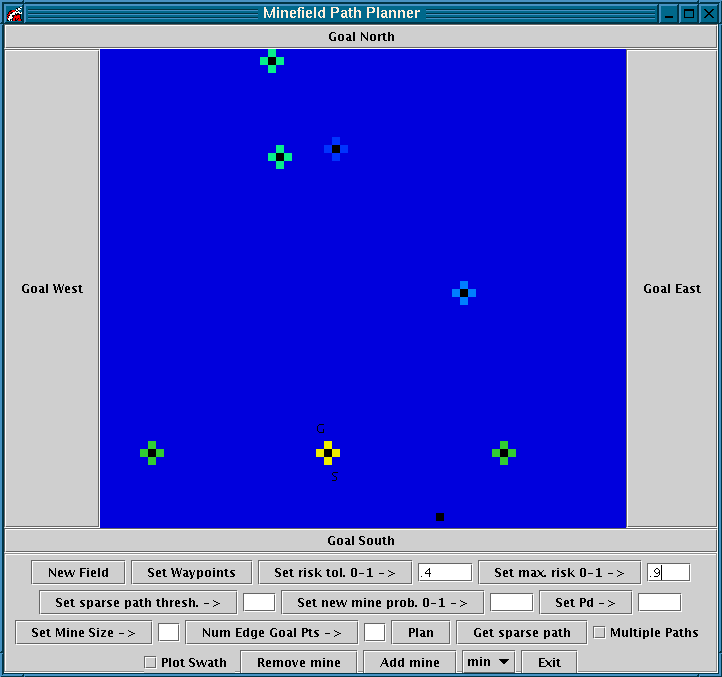 Minefield Path Planner
Goal North
Goal West
Goal East
S
Goal South
New Field Set Waypoints Set risk tol. 0-1 -> .4 Set max. risk 0-1 -> .9
Set sparse path thresh. -> Set new mine prob. 0-1 -> Set Pd ->
Set Mine Size -> Num Edge Goal Pts -> Plan Get sparse path Multiple Paths
Plot Swath Remove mine Add mine min Exit